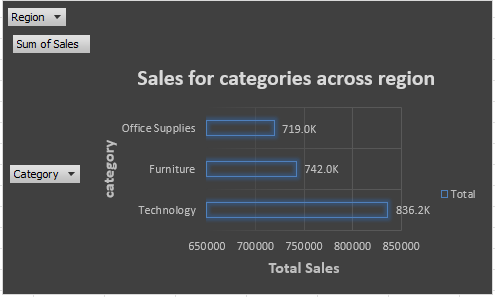 Region
Sum of Sales
Sales for categories across region
category
Category
Office Supplies 719.0K
Furniture 742.0K
Technology 836.2K
Total
650000 700000 750000 800000 850000
Total Sales